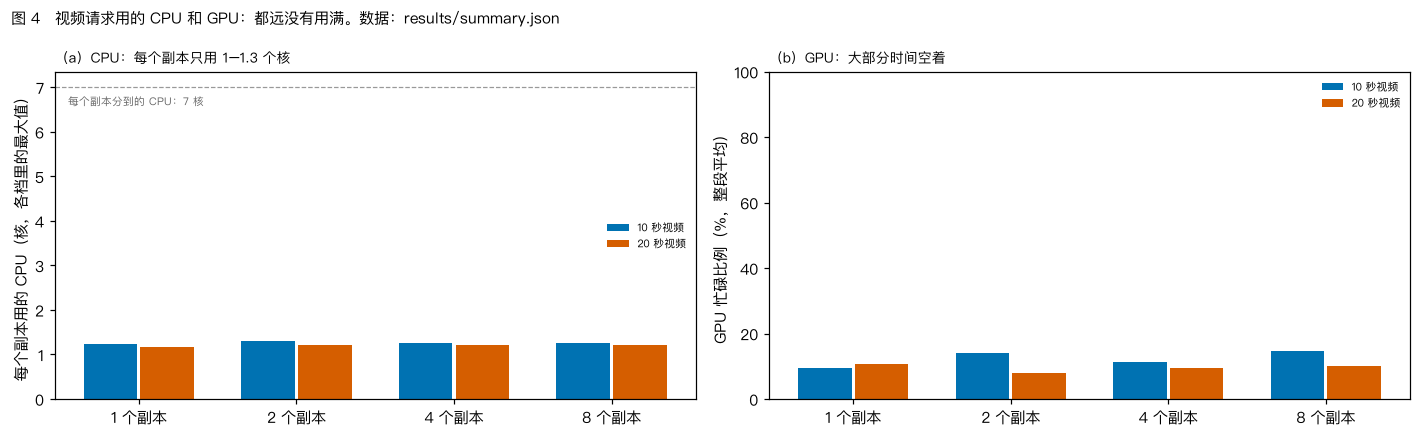 图 4　视频请求用的 CPU 和 GPU：都远没有用满。数据：results/summary.json
（a）CPU：每个副本只用 1—1.3 个核
每个副本用的 CPU（核，各档里的最大值）
7
6
5
4
3
2
1
0
每个副本分到的 CPU：7 核
10 秒视频
20 秒视频
1 个副本
2 个副本
4 个副本
8 个副本
（b）GPU：大部分时间空着
GPU 忙碌比例（%，整段平均）
100
80
60
40
20
0
10 秒视频
20 秒视频
1 个副本
2 个副本
4 个副本
8 个副本